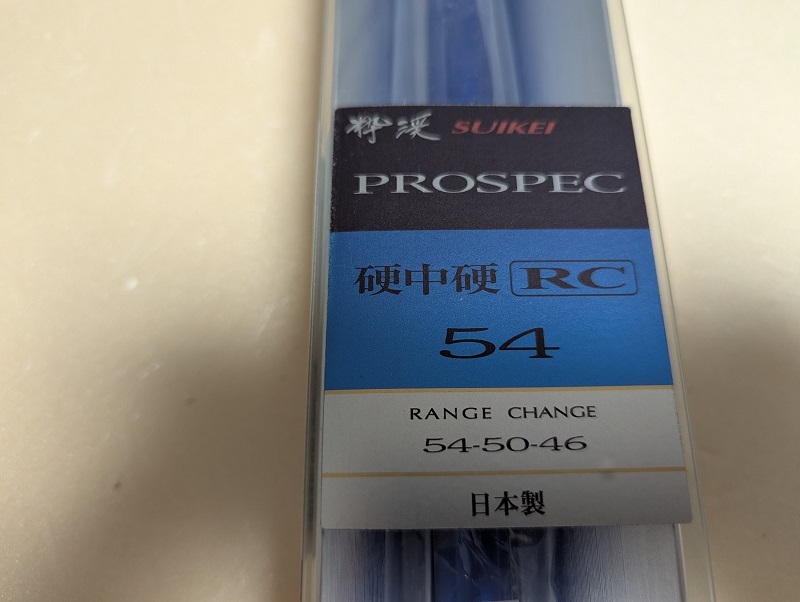 粋渓 SUIKEI
PROSPEC
硬中硬 RC
54
RANGE CHANGE
54-50-46
日本製